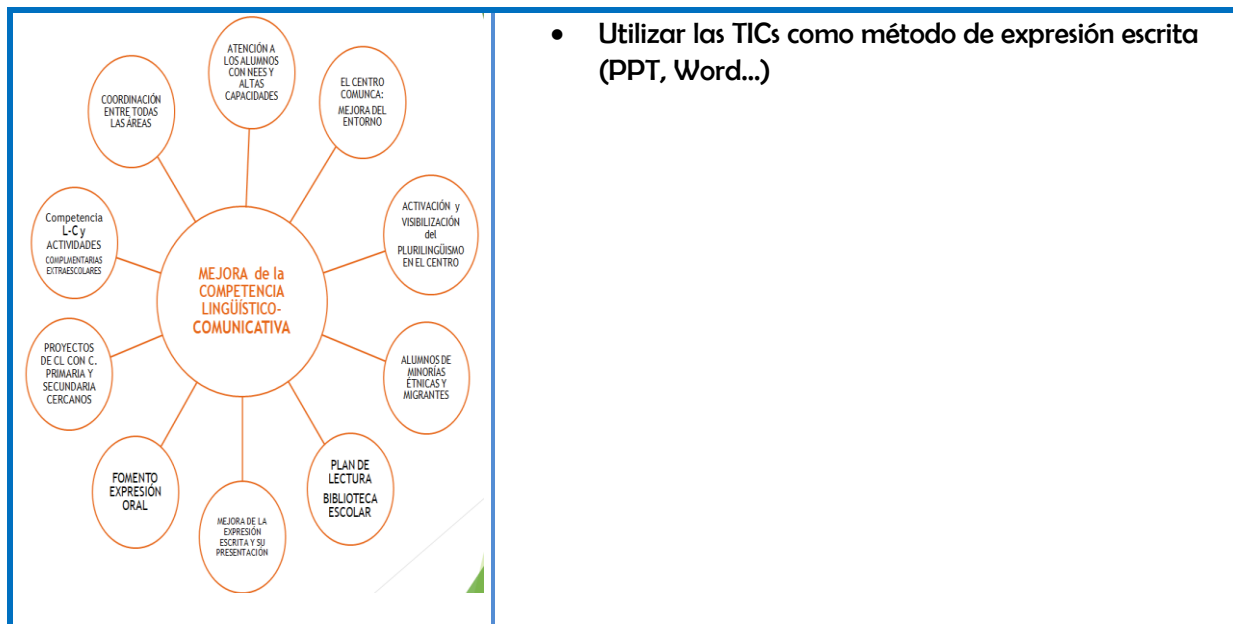 ATENCIÓN A
LOS ALUMNOS
CON NEES Y
ALTAS
CAPACIDADES
EL CENTRO
COMUNCA:
MEJORA DEL
ENTORNO
ACTIVACIÓN y
VISIBILIZACIÓN
del
PLURILINGÜISMO
EN EL CENTRO
ALUMNOS DE
MINORÍAS
ÉTNICAS Y
MIGRANTES
PLAN DE
LECTURA
BIBLIOTECA
ESCOLAR
MEJORA DE LA
EXPRESIÓN
ESCRITA Y SU
PRESENTACIÓN
FOMENTO
EXPRESIÓN
ORAL
PROYECTOS
DE CL CON C.
PRIMARIA Y
SECUNDARIA
CERCANOS
Competencia
L-C y
ACTIVIDADES
COMPLMENTARIAS
EXTRAESCOLARES
COORDINACIÓN
ENTRE TODAS
LAS ÁREAS
MEJORA de la
COMPETENCIA
LINGÜÍSTICO-
COMUNICATIVA
• Utilizar las TICs como método de expresión escrita
(PPT, Word...)